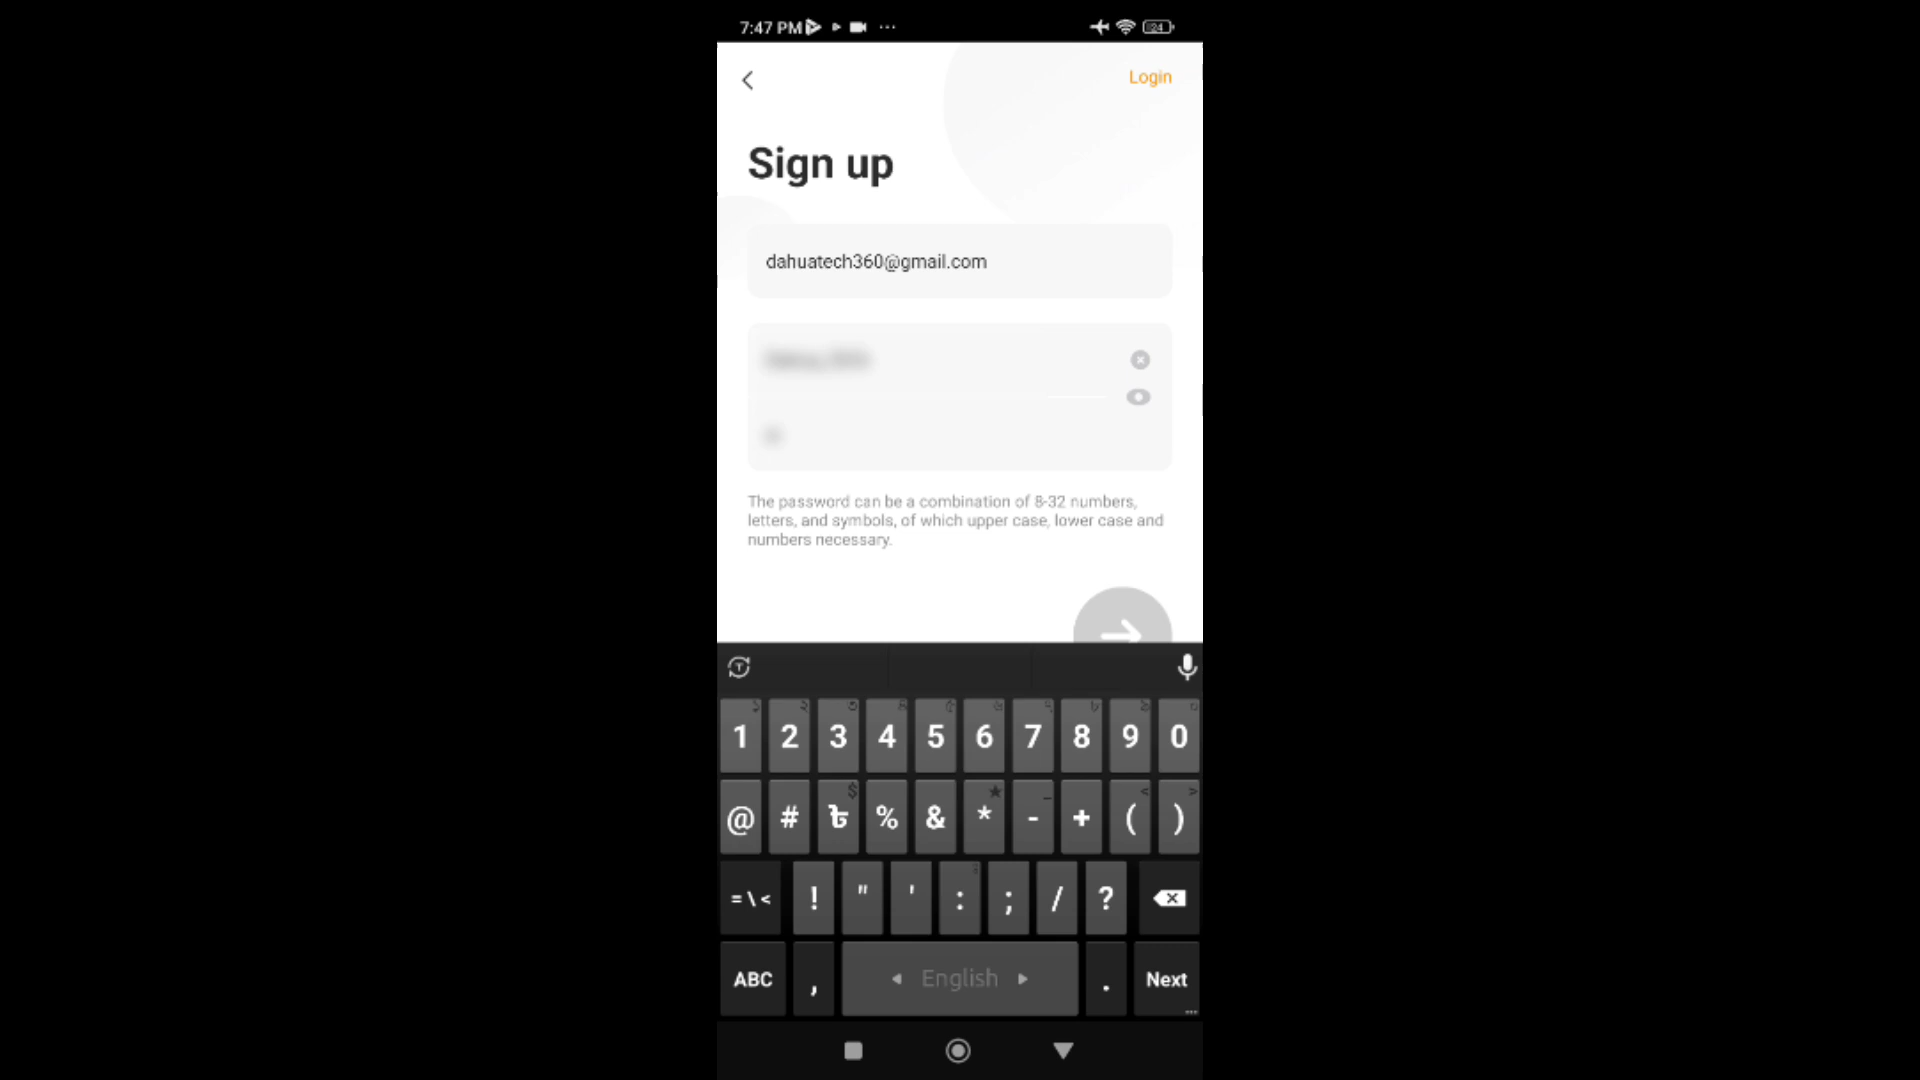 7:47 PM
24
Login
Sign up
dahuatech360@gmail.com
The password can be a combination of 8-32 numbers,
letters, and symbols, of which upper case, lower case and
numbers necessary.
1 2 3 4 5 6 7 8 9 0
@ # ৳ % & * - + ( )
= \ < ! " ' : ; / ?
ABC , English . Next